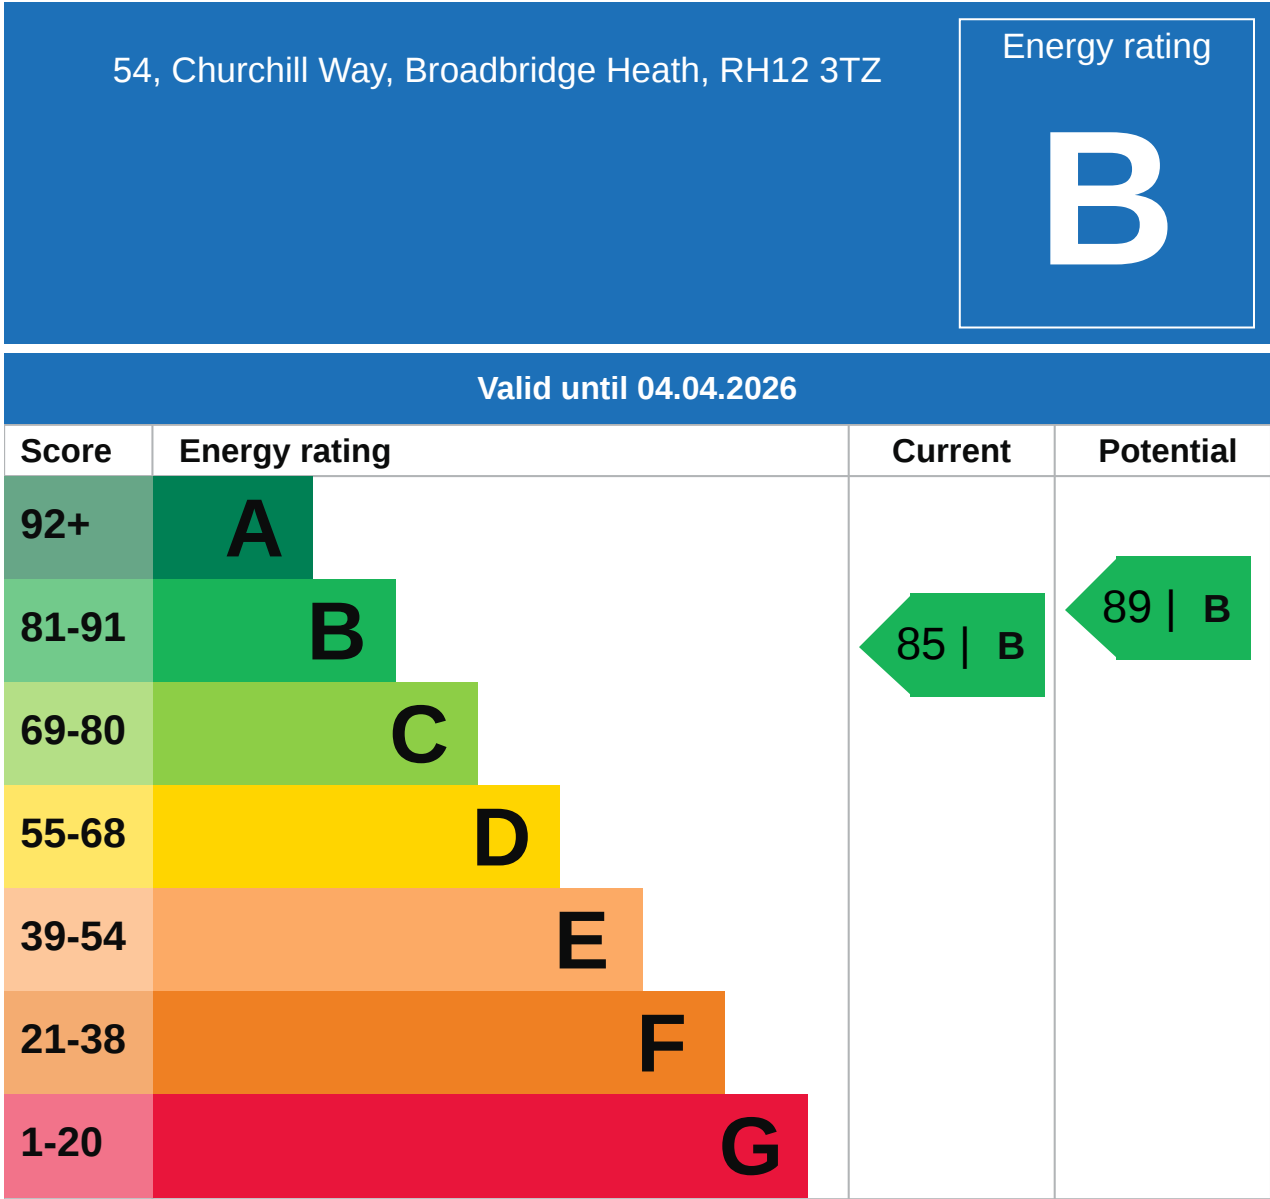 54, Churchill Way, Broadbridge Heath, RH12 3TZ
Energy rating
B
Valid until 04.04.2026
Score Energy rating Current Potential
92+ A
81-91 B
85 | B
89 | B
69-80 C
55-68 D
39-54 E
21-38 F
1-20 G